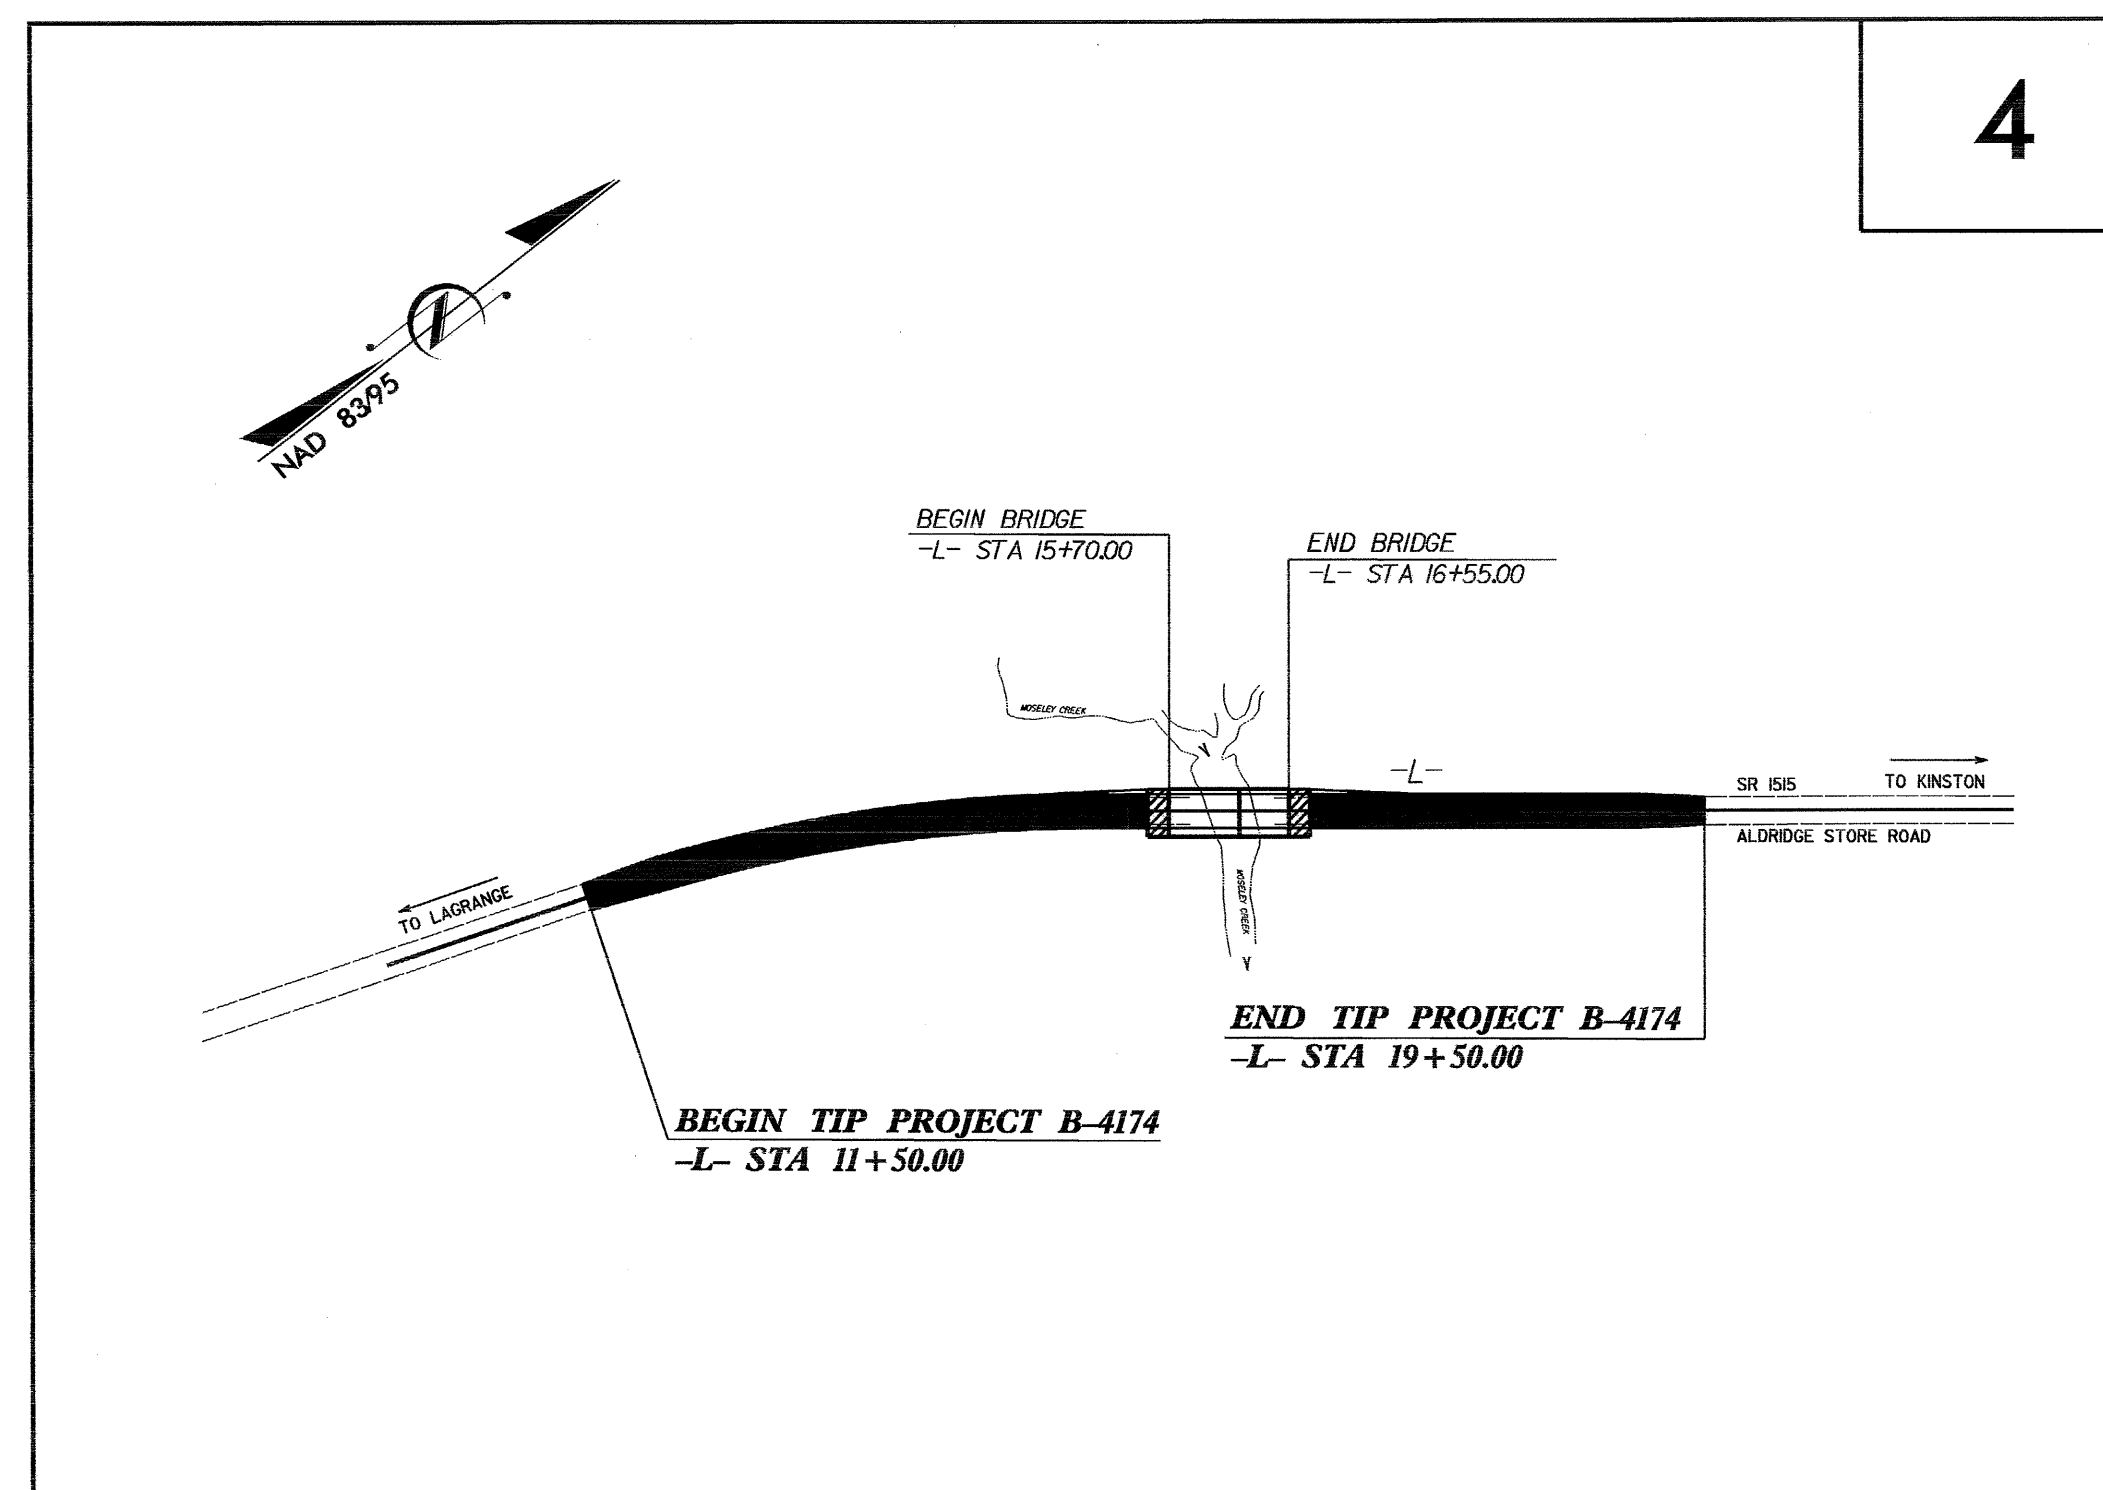 4
N
NAD 83/95
BEGIN BRIDGE
-L- STA 15+70.00
END BRIDGE
-L- STA 16+55.00
MOSELEY CREEK
-L-
SR 1515
TO KINSTON
ALDRIDGE STORE ROAD
TO LAGRANGE
MOSELEY CREEK
END TIP PROJECT B-4174
-L- STA 19+50.00
BEGIN TIP PROJECT B-4174
-L- STA 11+50.00